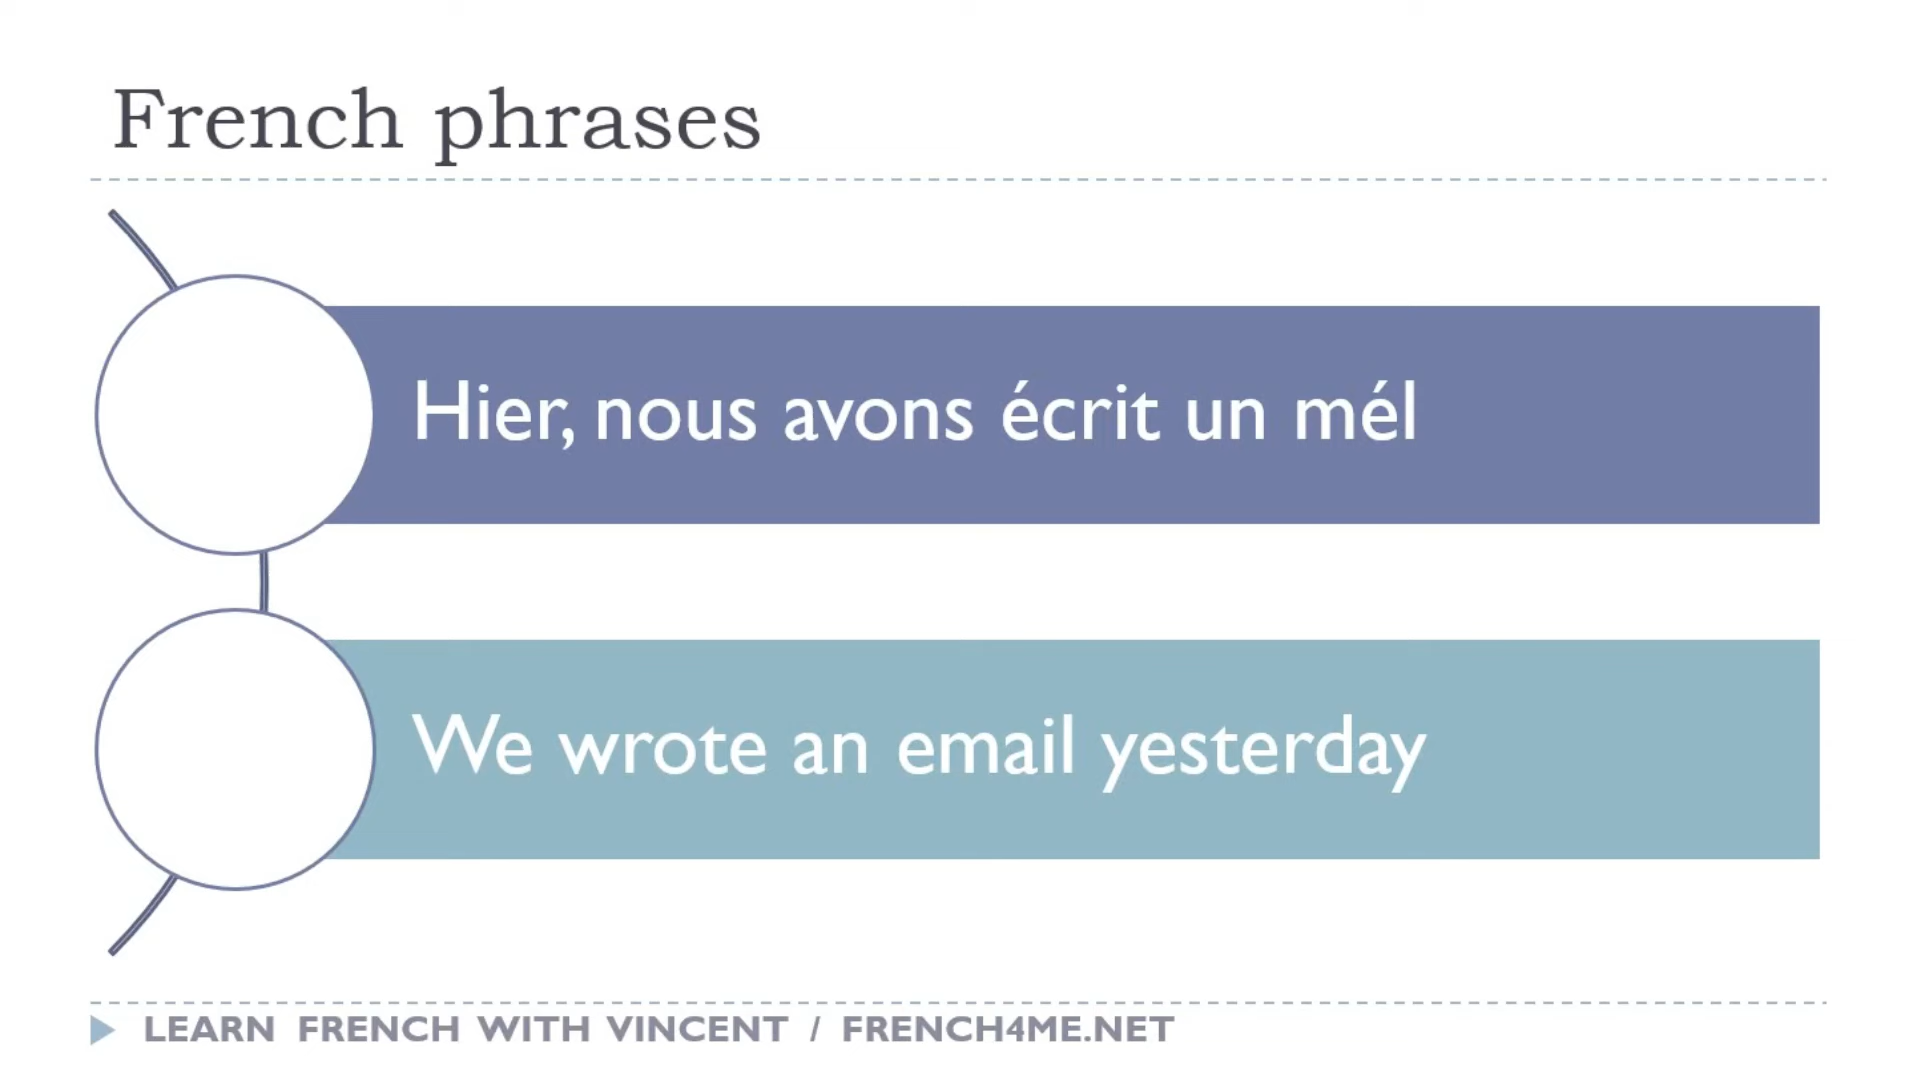 French phrases
Hier, nous avons écrit un mél
We wrote an email yesterday
LEARN FRENCH WITH VINCENT / FRENCH4ME.NET